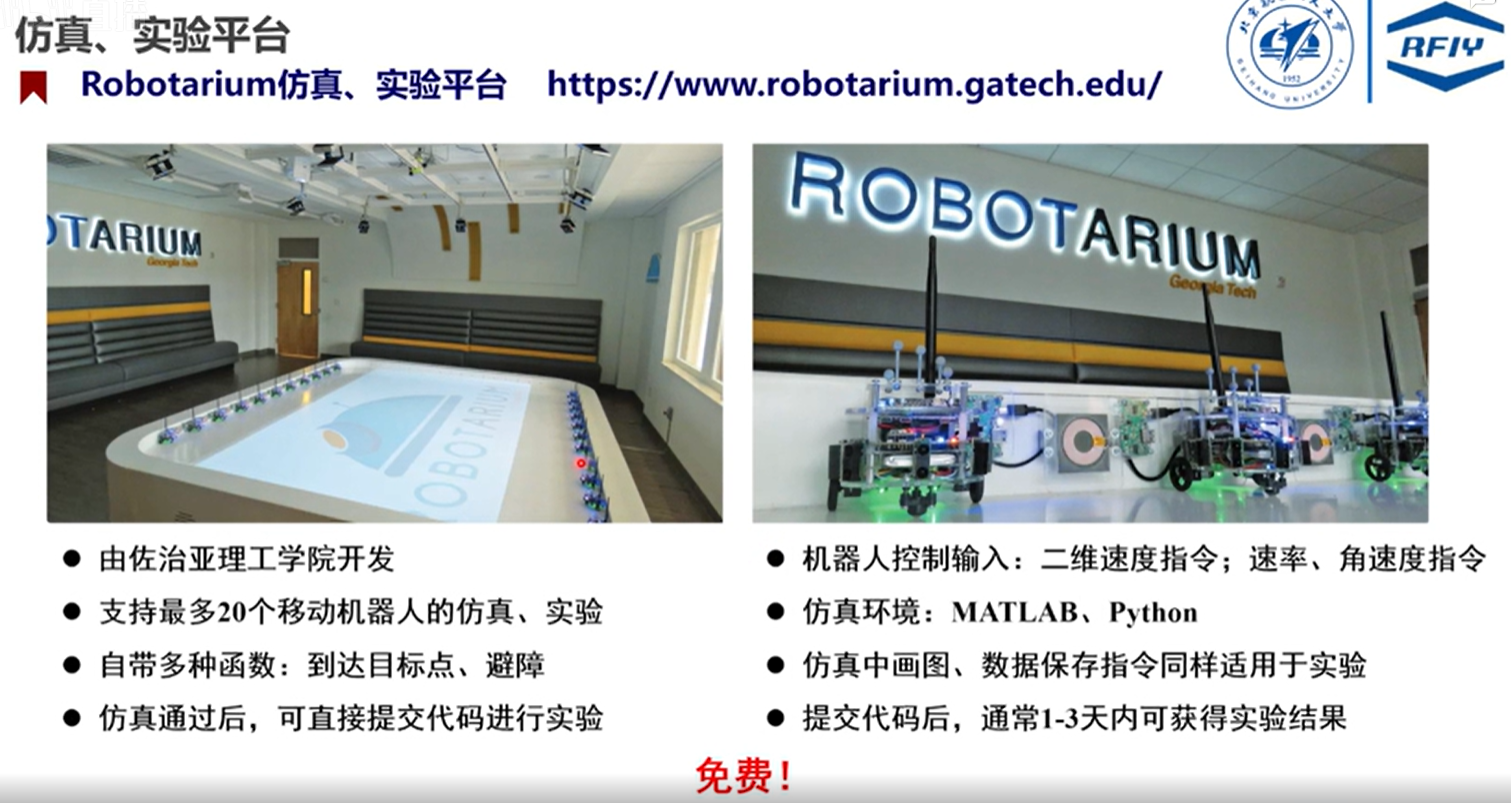 仿真、实验平台
Robotarium仿真、实验平台 https://www.robotarium.gatech.edu/
1952
BEIHANG UNIVERSITY
RFIY
OTARIUM
Georgia Tech
ROBOTARIUM
ROBOTARIUM
Georgia Tech
● 由佐治亚理工学院开发
● 支持最多20个移动机器人的仿真、实验
● 自带多种函数：到达目标点、避障
● 仿真通过后，可直接提交代码进行实验
● 机器人控制输入：二维速度指令；速率、角速度指令
● 仿真环境：MATLAB、Python
● 仿真中画图、数据保存指令同样适用于实验
● 提交代码后，通常1-3天内可获得实验结果
免费！